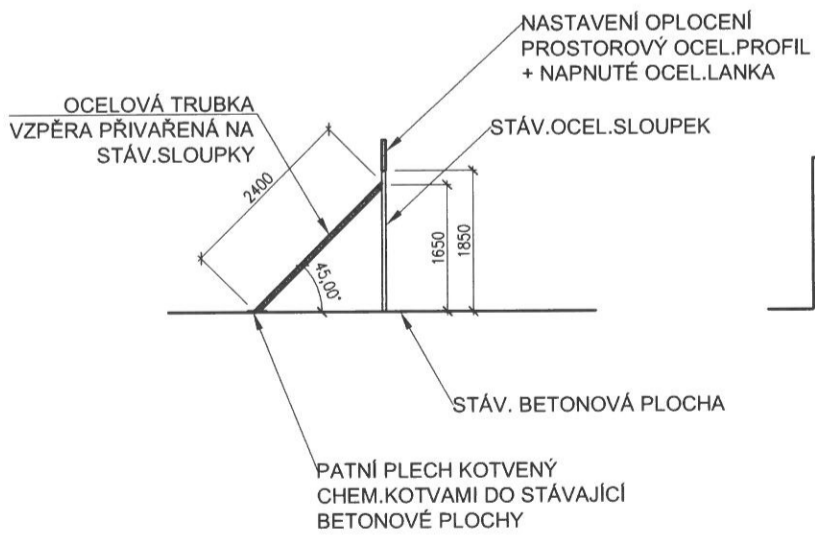 NASTAVENÍ OPLOCENÍ
PROSTOROVÝ OCEL.PROFIL
+ NAPNUTÉ OCEL.LANKA
OCELOVÁ TRUBKA
VZPĚRA PŘIVAŘENÁ NA
STÁV.SLOUPKY
STÁV.OCEL.SLOUPEK
2400
45,00°
1650
1850
STÁV. BETONOVÁ PLOCHA
PATNÍ PLECH KOTVENÝ
CHEM.KOTVAMI DO STÁVAJÍCÍ
BETONOVÉ PLOCHY